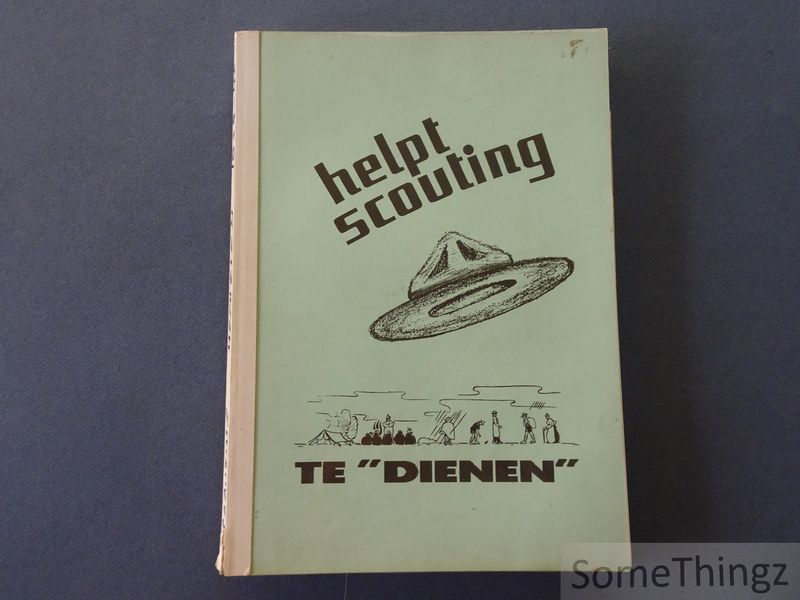 helpt
scouting
TE "DIENEN"
SomeThingz